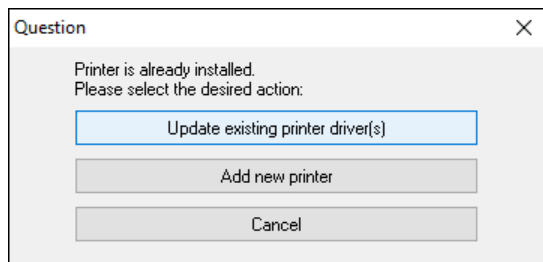 Question
Printer is already installed.
Please select the desired action:
Update existing printer driver(s)
Add new printer
Cancel